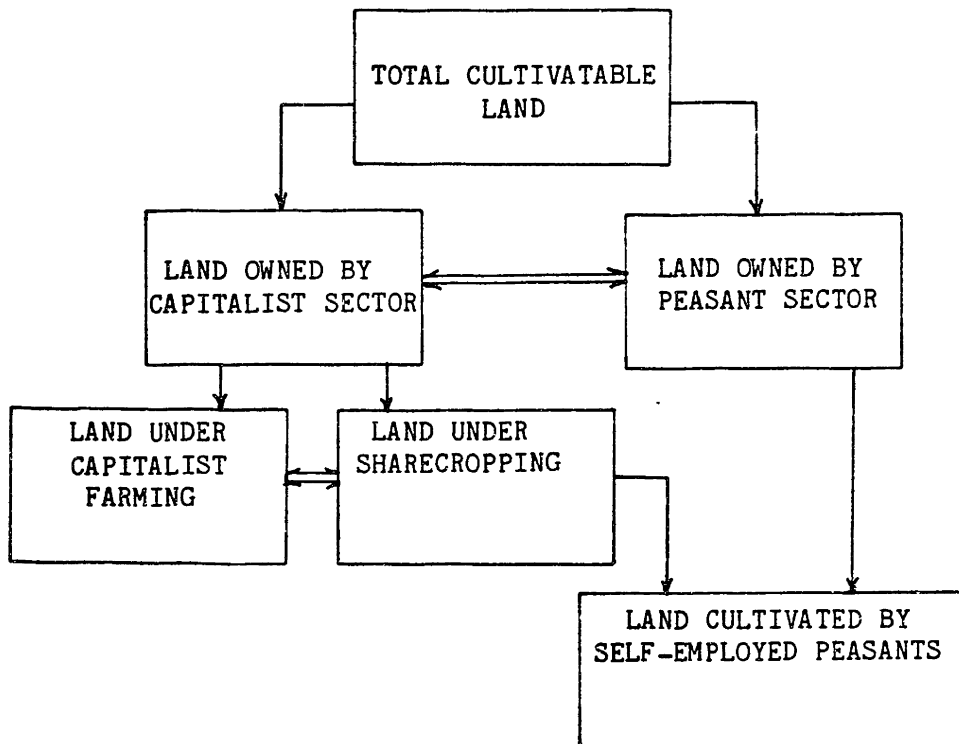 TOTAL CULTIVATABLE
LAND
LAND OWNED BY
CAPITALIST SECTOR
LAND OWNED BY
PEASANT SECTOR
LAND UNDER
CAPITALIST
FARMING
LAND UNDER
SHARECROPPING
LAND CULTIVATED BY
SELF-EMPLOYED PEASANTS